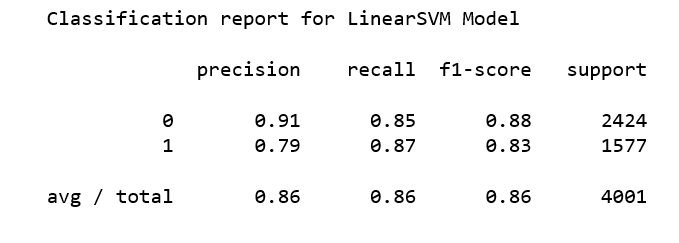 Classification report for LinearSVM Model
precision recall f1-score support
0 0.91 0.85 0.88 2424
1 0.79 0.87 0.83 1577
avg / total 0.86 0.86 0.86 4001